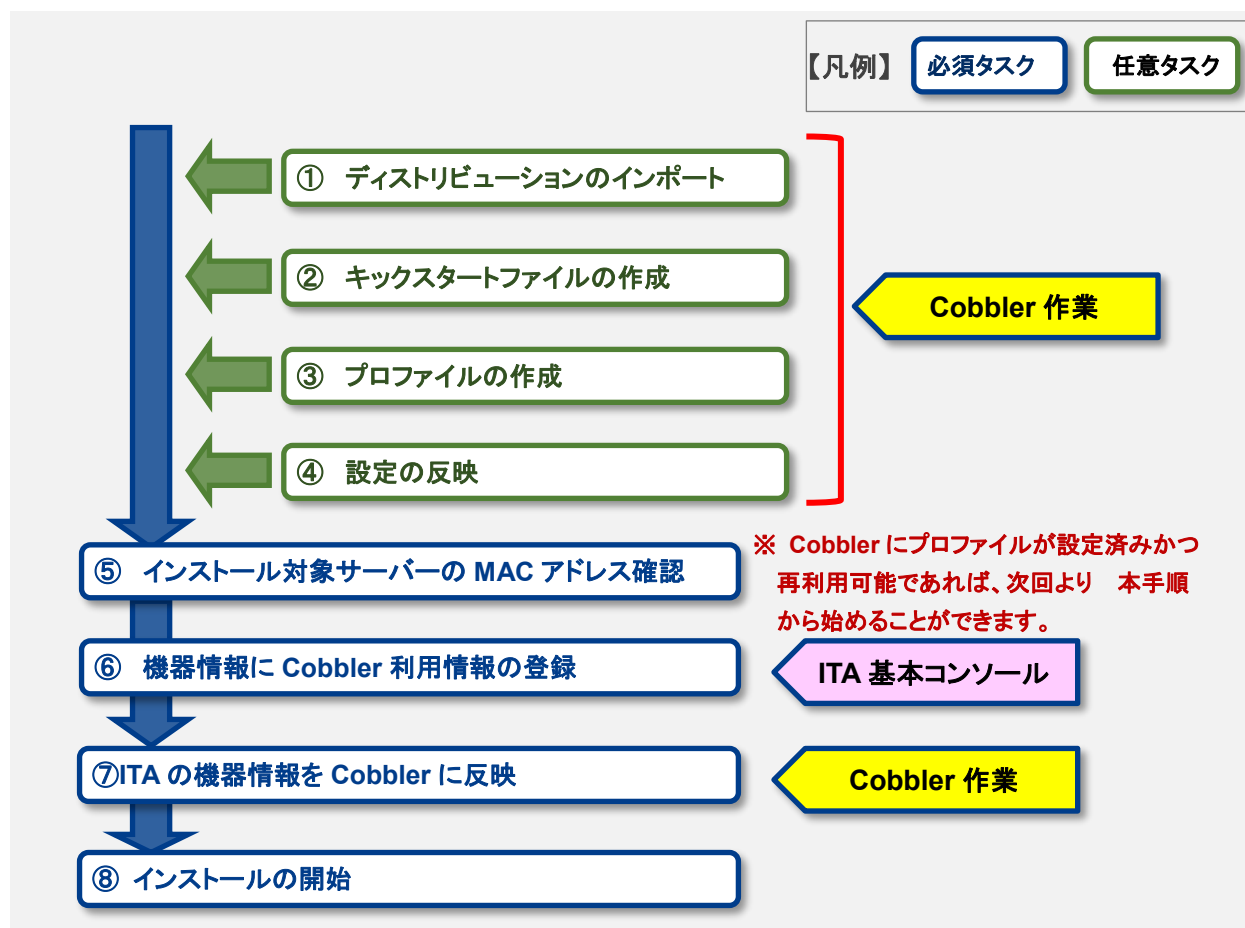 【凡例】 必須タスク 任意タスク
① ディストリビューションのインポート
② キックスタートファイルの作成
Cobbler 作業
③ プロファイルの作成
④ 設定の反映
⑤ インストール対象サーバーの MAC アドレス確認
※ Cobbler にプロファイルが設定済みかつ
再利用可能であれば、次回より 本手順
から始めることができます。
⑥ 機器情報に Cobbler 利用情報の登録
ITA 基本コンソール
⑦ITA の機器情報を Cobbler に反映
Cobbler 作業
⑧ インストールの開始